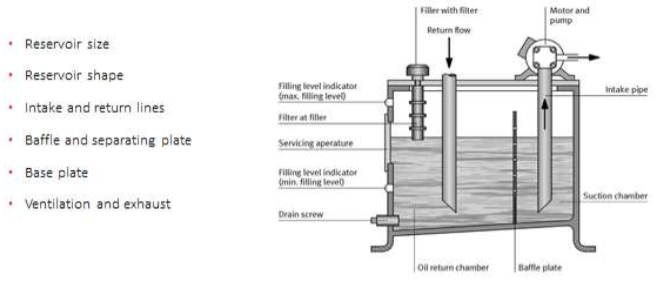 Reservoir size
Reservoir shape
Intake and return lines
Baffle and separating plate
Base plate
Ventilation and exhaust
Filler with filter
Return flow
Motor and
pump
Filling level indicator
(max. filling level)
Filter at filler
Servicing aperature
Filling level indicator
(min. filling level)
Drain screw
Intake pipe
Suction chamber
Oil return chamber
Baffle plate